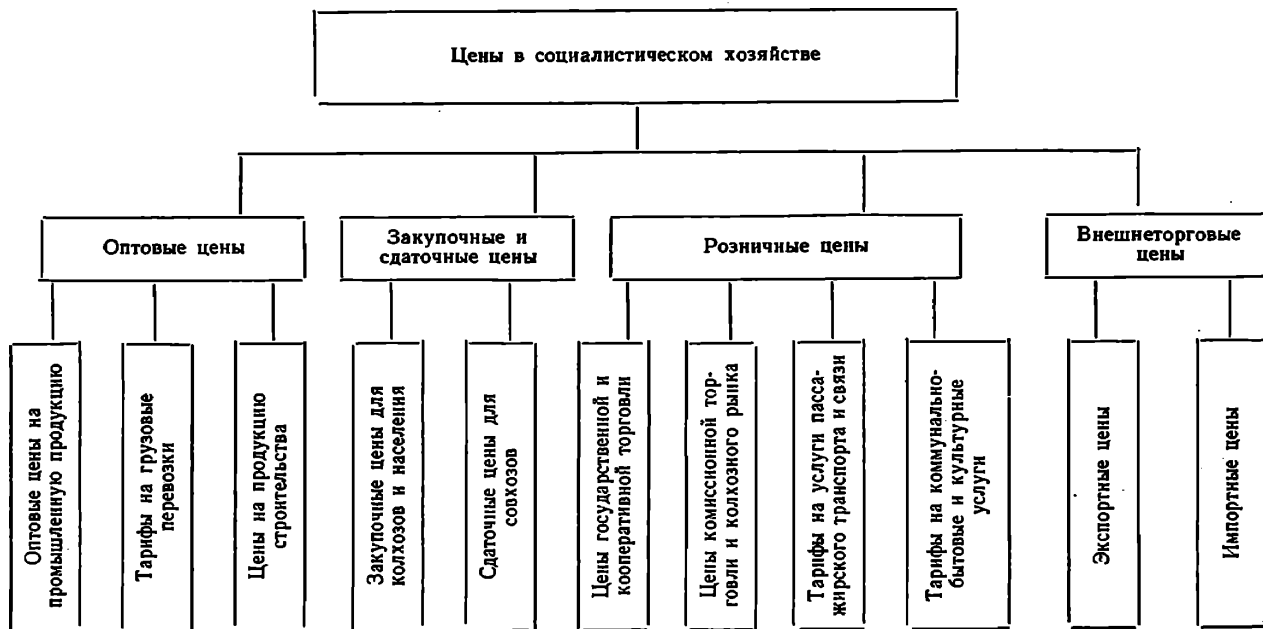 Цены в социалистическом хозяйстве
Оптовые цены
Закупочные и
сдаточные цены
Розничные цены
Внешнеторговые
цены
Оптовые цены на
промышленную продукцию
Тарифы на грузовые
перевозки
Цены на продукцию
строительства
Закупочные цены для
колхозов и населения
Сдаточные цены для
совхозов
Цены государственной и
кооперативной торговли
Цены комиссионной тор-
говли и колхозного рынка
Тарифы на услуги пасса-
жирского транспорта и связи
Тарифы на коммунально-
бытовые и культурные
услуги
Экспортные цены
Импортные цены